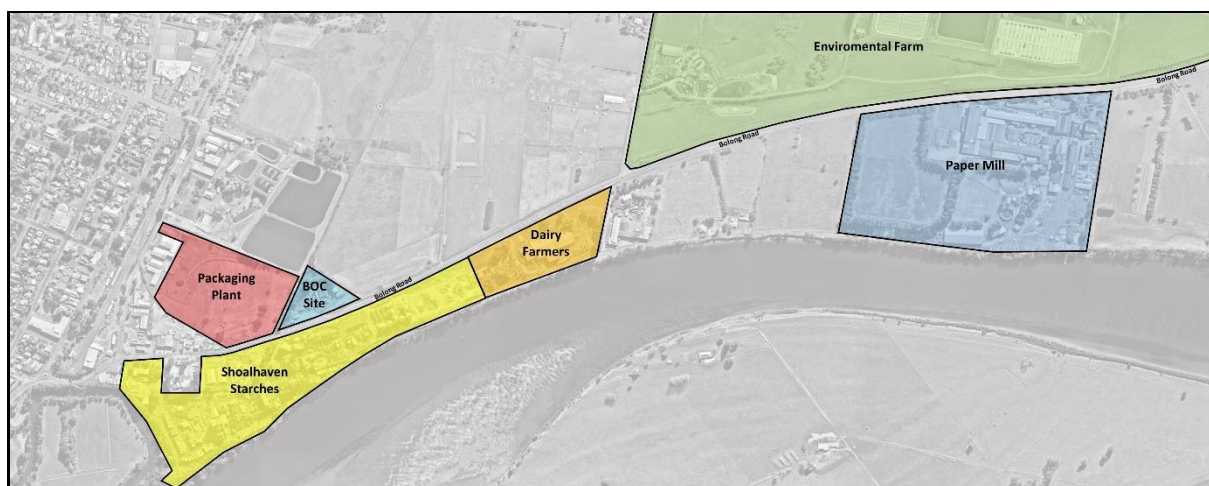 Enviromental Farm
Bolong Road
Bolong Road
Paper Mill
Dairy
Farmers
Packaging
Plant
BOC
Site
Bolong Road
Shoalhaven
Starches